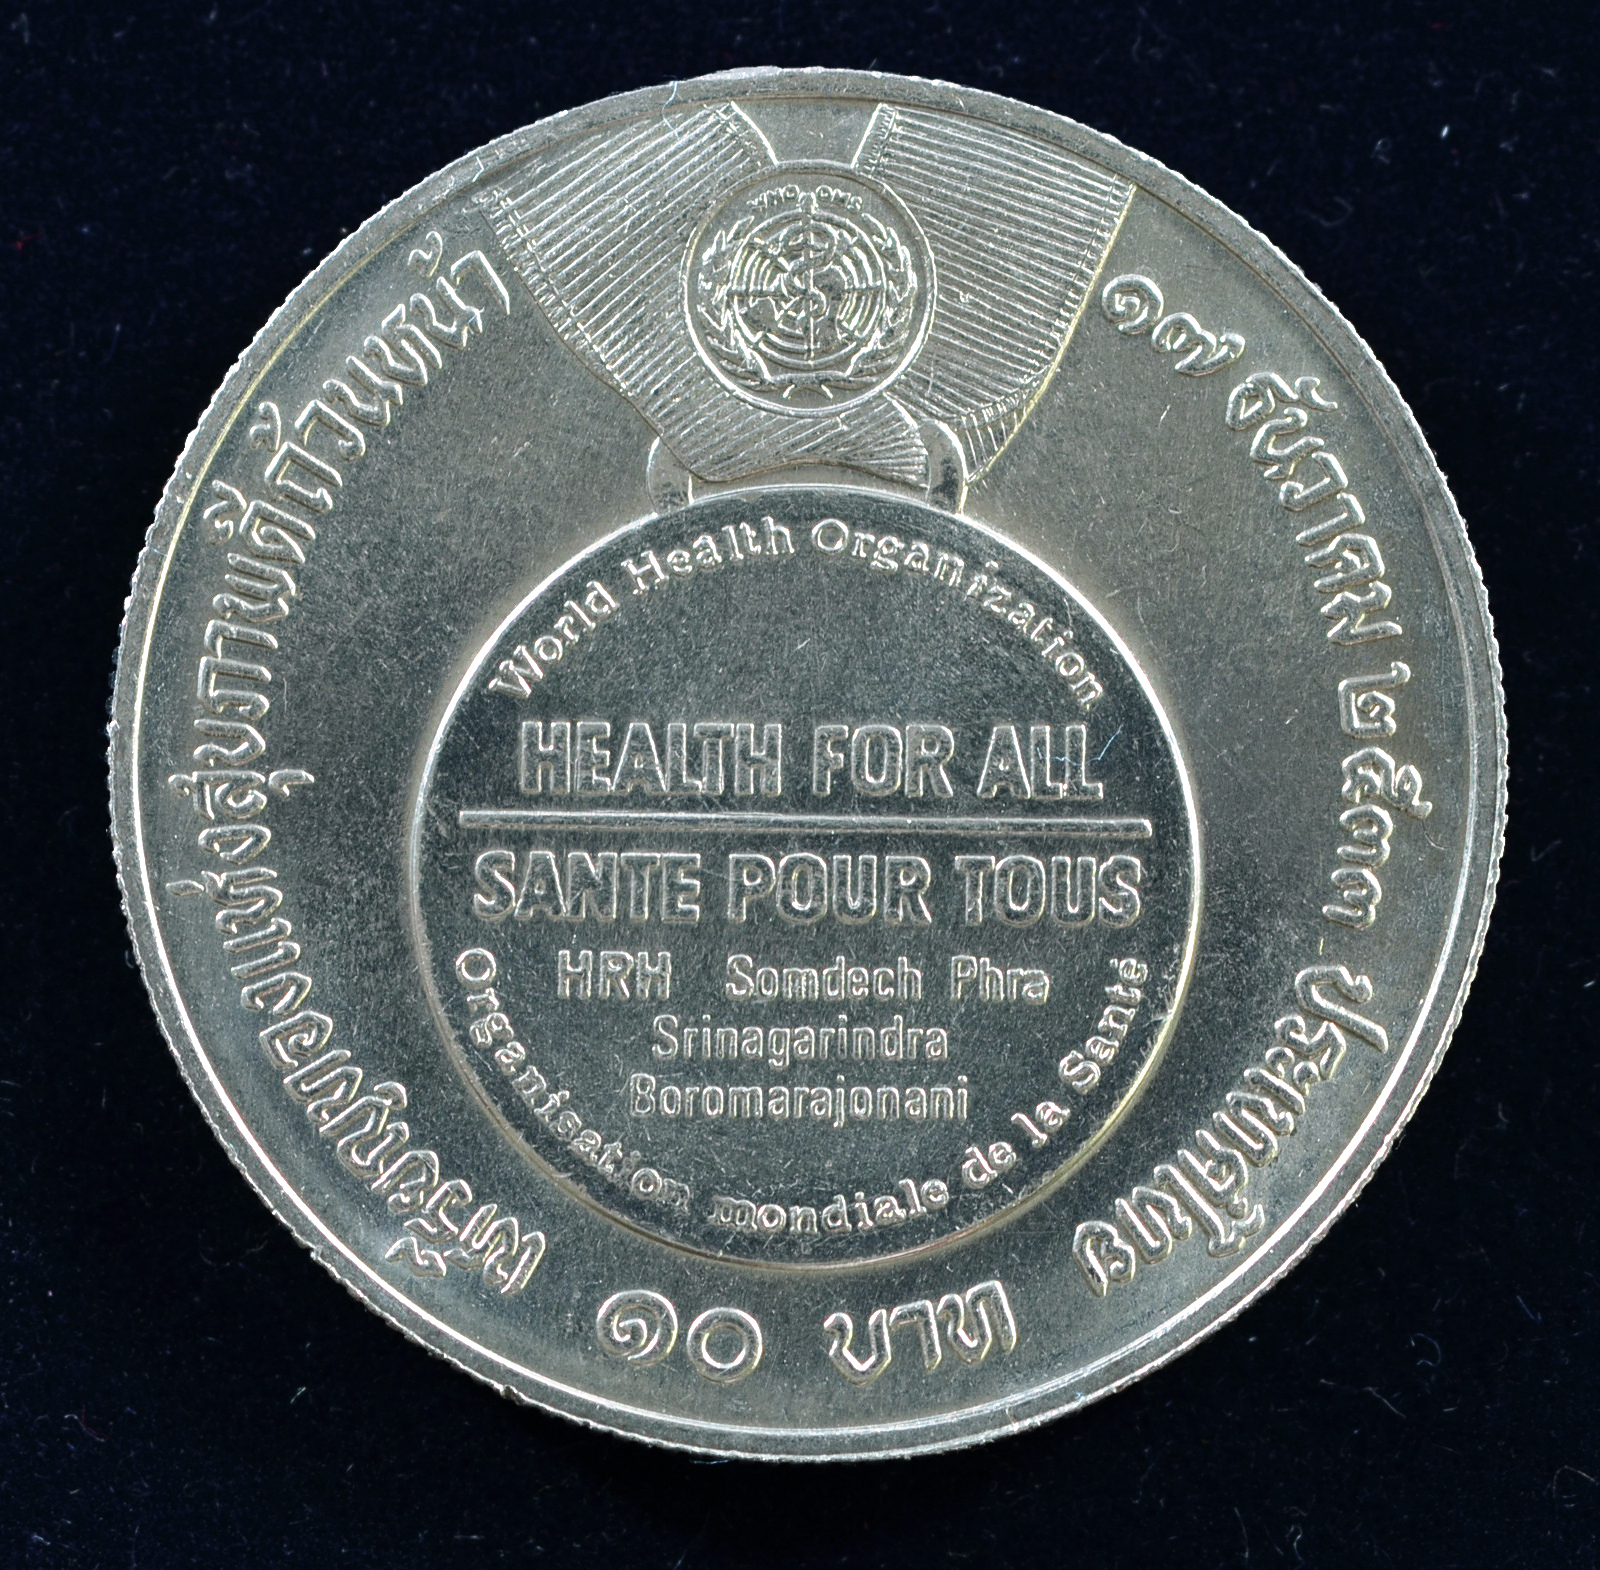 WHO OMS
เหรียญทองแห่งสุขภาพดีถ้วนหน้า
๑๗ ธันวาคม ๒๕๓๓ ประเทศไทย
World Health Organization
HEALTH FOR ALL
SANTE POUR TOUS
HRH Somdech Phra
Srinagarindra
Boromarajonani
Organisation mondiale de la Santé
๑๐ บาท